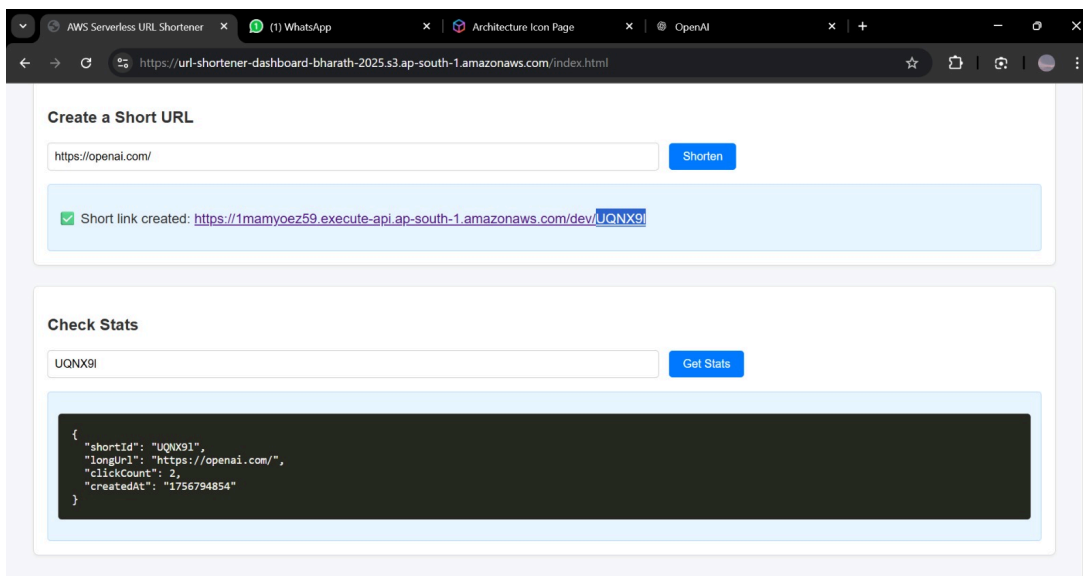 AWS Serverless URL Shortener (1) WhatsApp Architecture Icon Page OpenAI
https://url-shortener-dashboard-bharath-2025.s3.ap-south-1.amazonaws.com/index.html
Create a Short URL
https://openai.com/ Shorten
✅ Short link created: https://1mamyoez59.execute-api.ap-south-1.amazonaws.com/dev/UQNX9l
Check Stats
UQNX9l Get Stats
{
"shortId": "UQNX9l",
"longUrl": "https://openai.com/",
"clickCount": 2,
"createdAt": "1756794854"
}